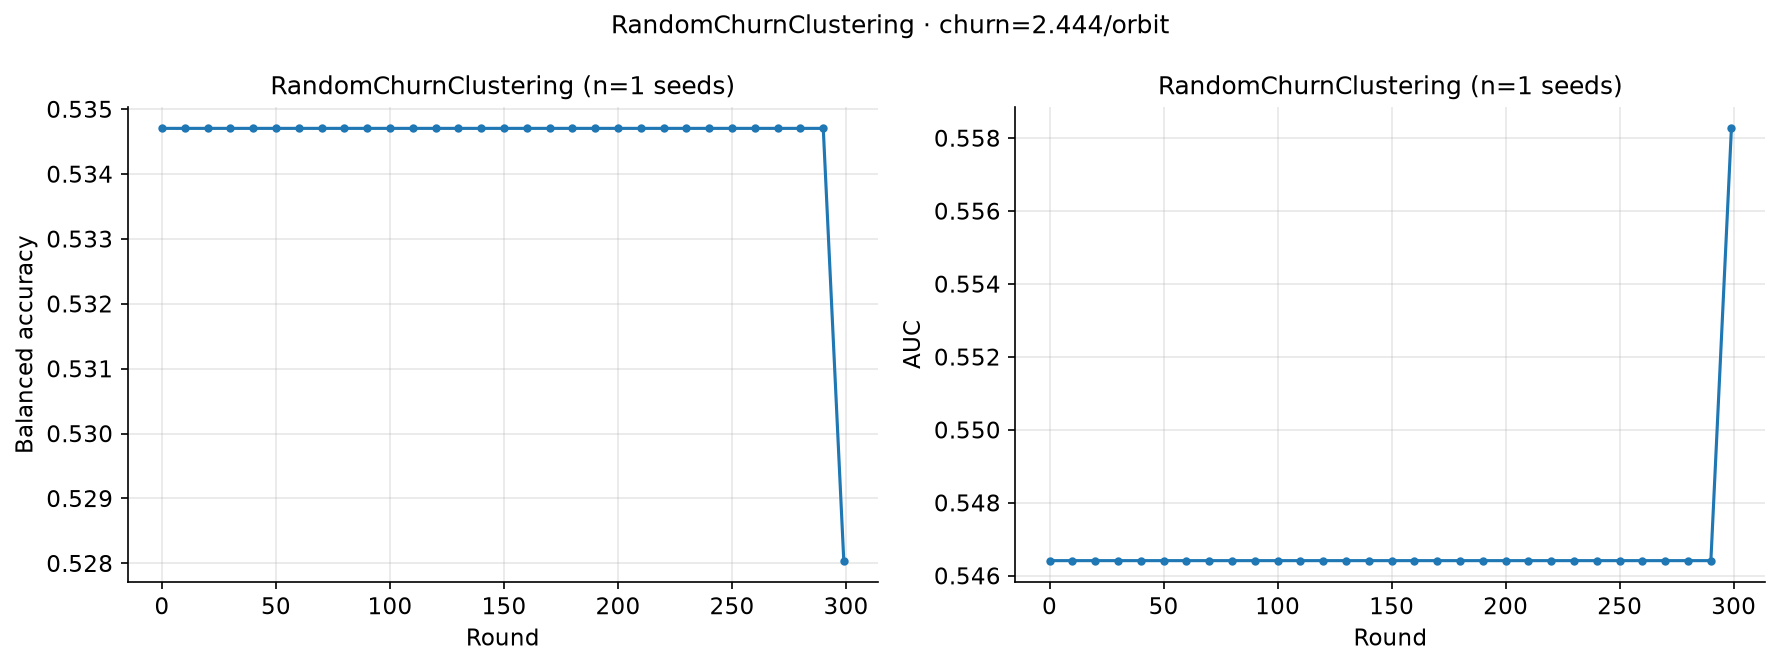 RandomChurnClustering · churn=2.444/orbit
RandomChurnClustering (n=1 seeds)
Balanced accuracy
0.535
0.534
0.533
0.532
0.531
0.530
0.529
0.528
0 50 100 150 200 250 300
Round
RandomChurnClustering (n=1 seeds)
AUC
0.558
0.556
0.554
0.552
0.550
0.548
0.546
0 50 100 150 200 250 300
Round